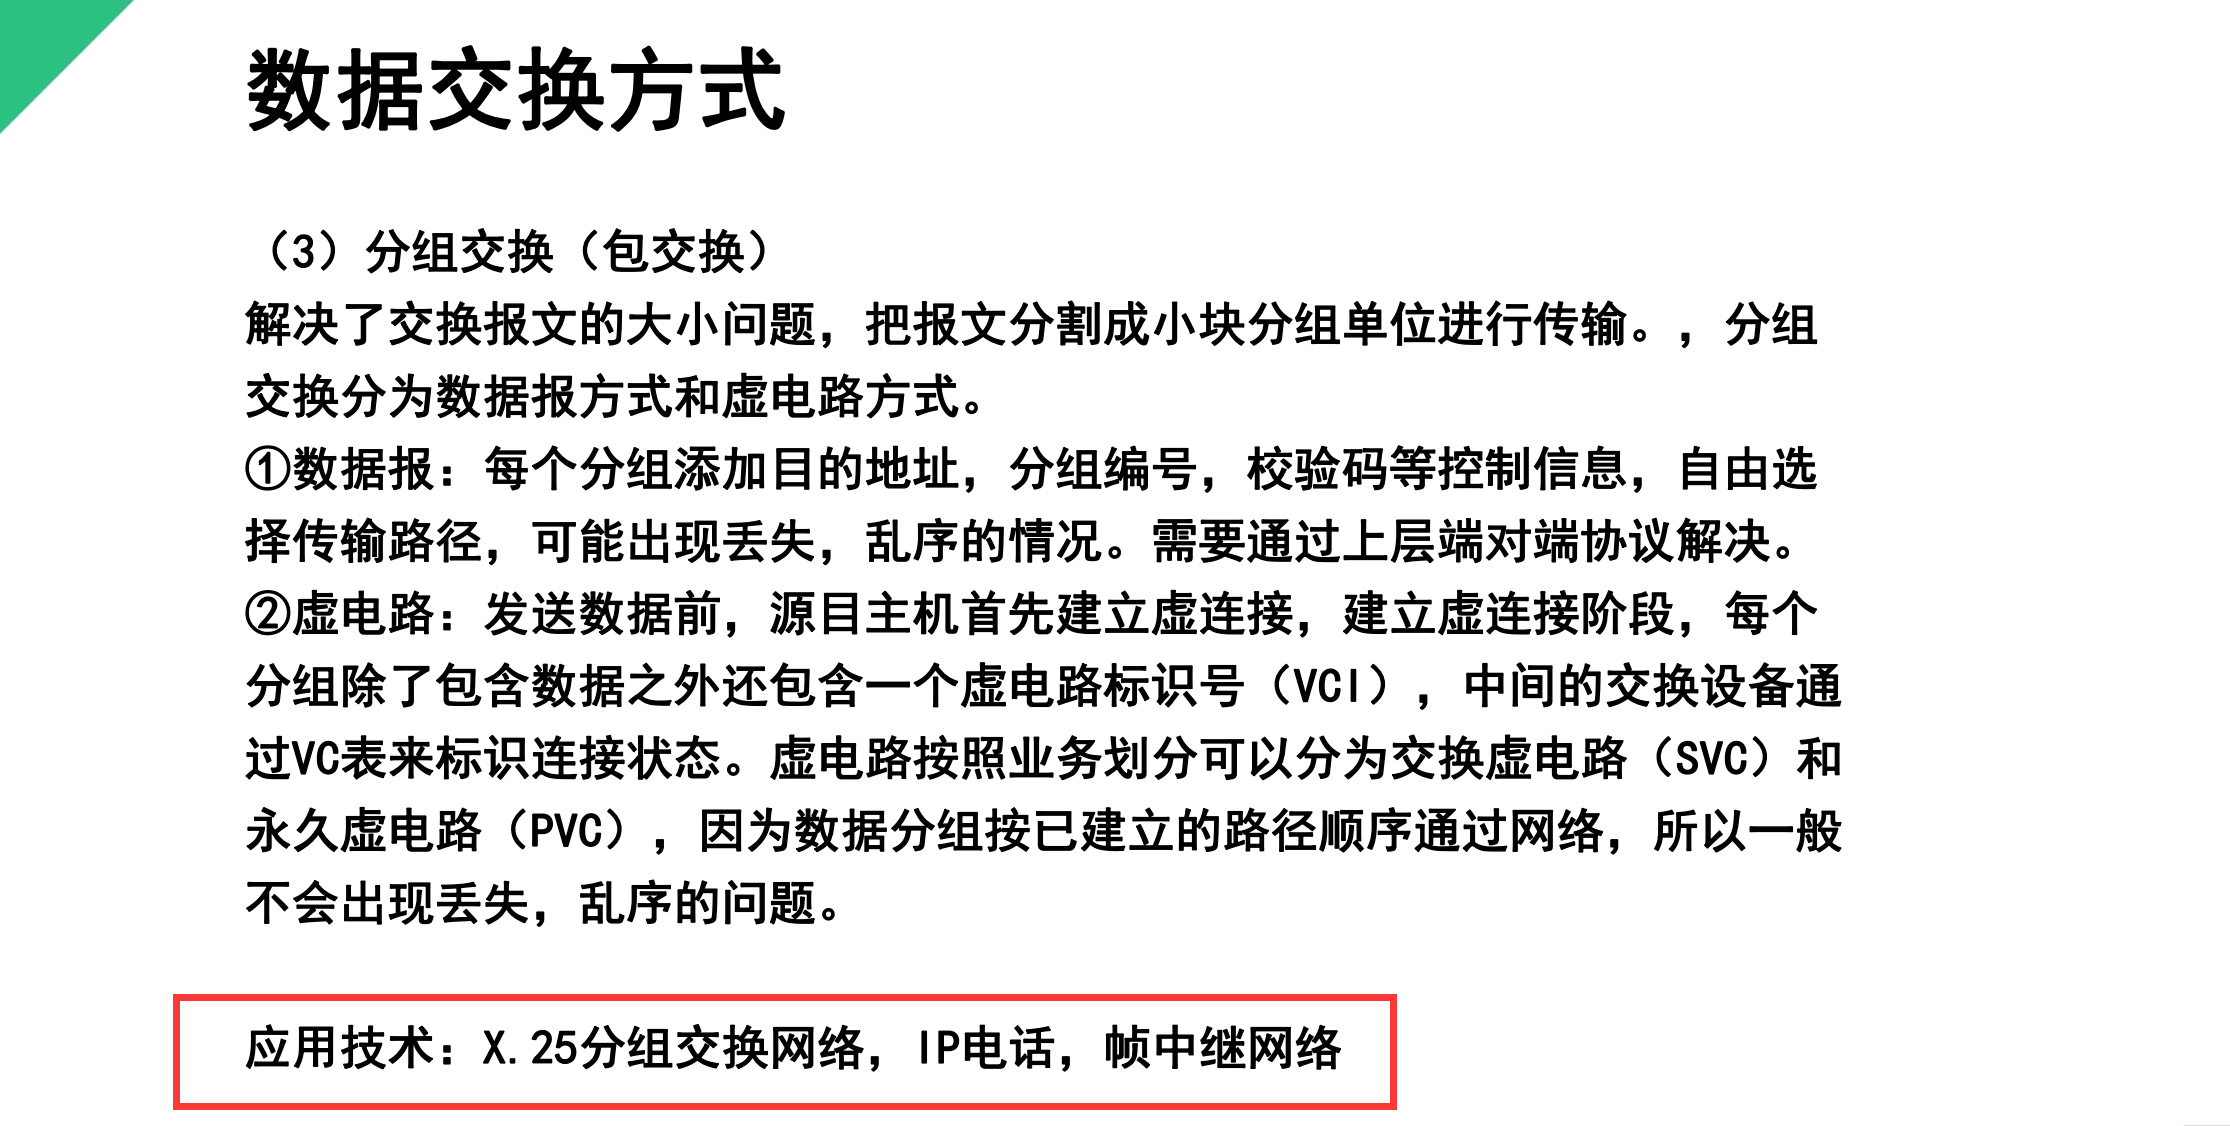 数据交换方式
（3）分组交换（包交换）
解决了交换报文的大小问题，把报文分割成小块分组单位进行传输。，分组
交换分为数据报方式和虚电路方式。
①数据报：每个分组添加目的地址，分组编号，校验码等控制信息，自由选
择传输路径，可能出现丢失，乱序的情况。需要通过上层端对端协议解决。
②虚电路：发送数据前，源目主机首先建立虚连接，建立虚连接阶段，每个
分组除了包含数据之外还包含一个虚电路标识号（VCI），中间的交换设备通
过VC表来标识连接状态。虚电路按照业务划分可以分为交换虚电路（SVC）和
永久虚电路（PVC），因为数据分组按已建立的路径顺序通过网络，所以一般
不会出现丢失，乱序的问题。
应用技术：X.25分组交换网络，IP电话，帧中继网络